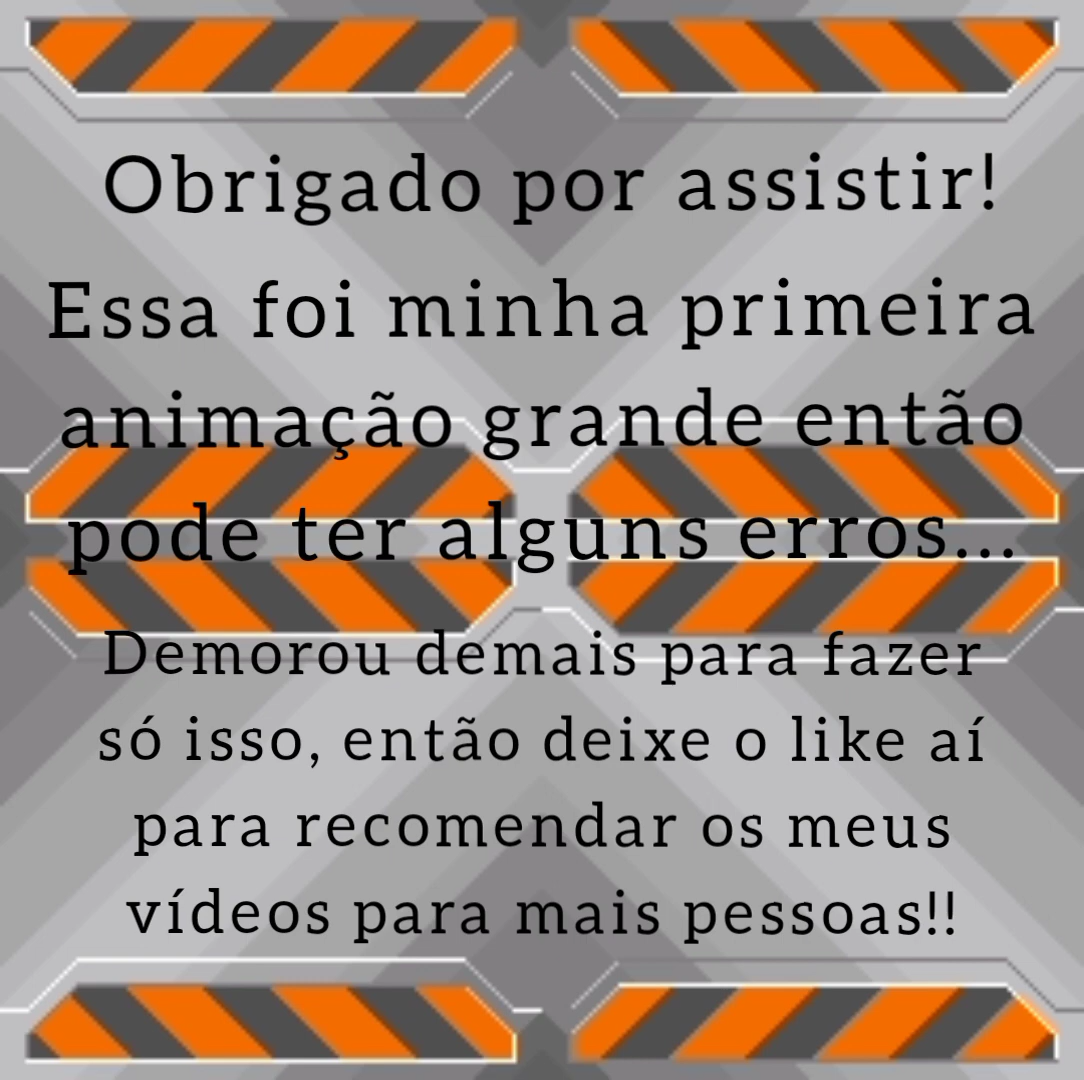 Obrigado por assistir!
Essa foi minha primeira
animação grande então
pode ter alguns erros...
Demorou demais para fazer
só isso, então deixe o like aí
para recomendar os meus
vídeos para mais pessoas!!